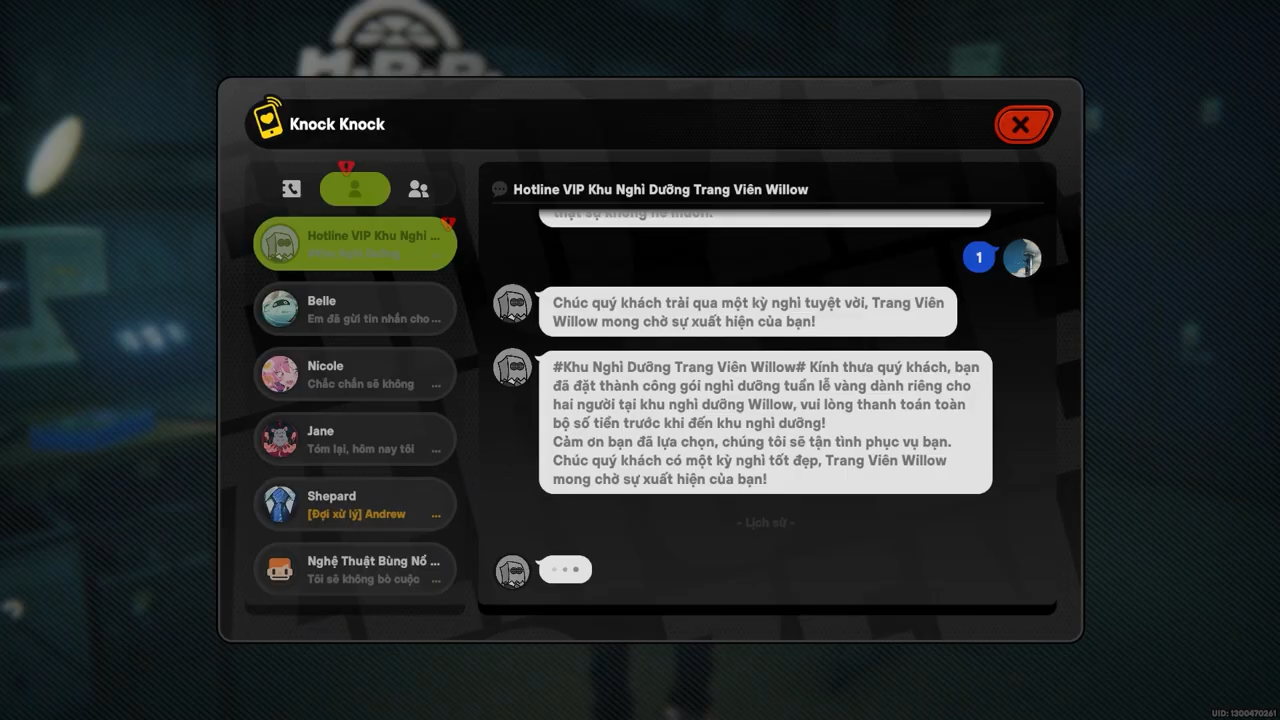 H.D.D.
Knock Knock
Hotline VIP Khu Nghỉ ...
Belle
Em đã gửi tin nhắn cho ...
Nicole
Chắc chắn sẽ không ...
Jane
Tóm lại, hôm nay tôi ...
Shepard
[Đợi xử lý] Andrew ...
Nghệ Thuật Bùng Nổ ...
Tôi sẽ không bỏ cuộc ...
Hotline VIP Khu Nghỉ Dưỡng Trang Viên Willow
thật sự không hề muốn.
1
Chúc quý khách trải qua một kỳ nghỉ tuyệt vời, Trang Viên
Willow mong chờ sự xuất hiện của bạn!
#Khu Nghỉ Dưỡng Trang Viên Willow# Kính thưa quý khách, bạn
đã đặt thành công gói nghỉ dưỡng tuần lễ vàng dành riêng cho
hai người tại khu nghỉ dưỡng Willow, vui lòng thanh toán toàn
bộ số tiền trước khi đến khu nghỉ dưỡng!
Cảm ơn bạn đã lựa chọn, chúng tôi sẽ tận tình phục vụ bạn.
Chúc quý khách có một kỳ nghỉ tốt đẹp, Trang Viên Willow
mong chờ sự xuất hiện của bạn!
- Lịch sử -
UID: 1300470261